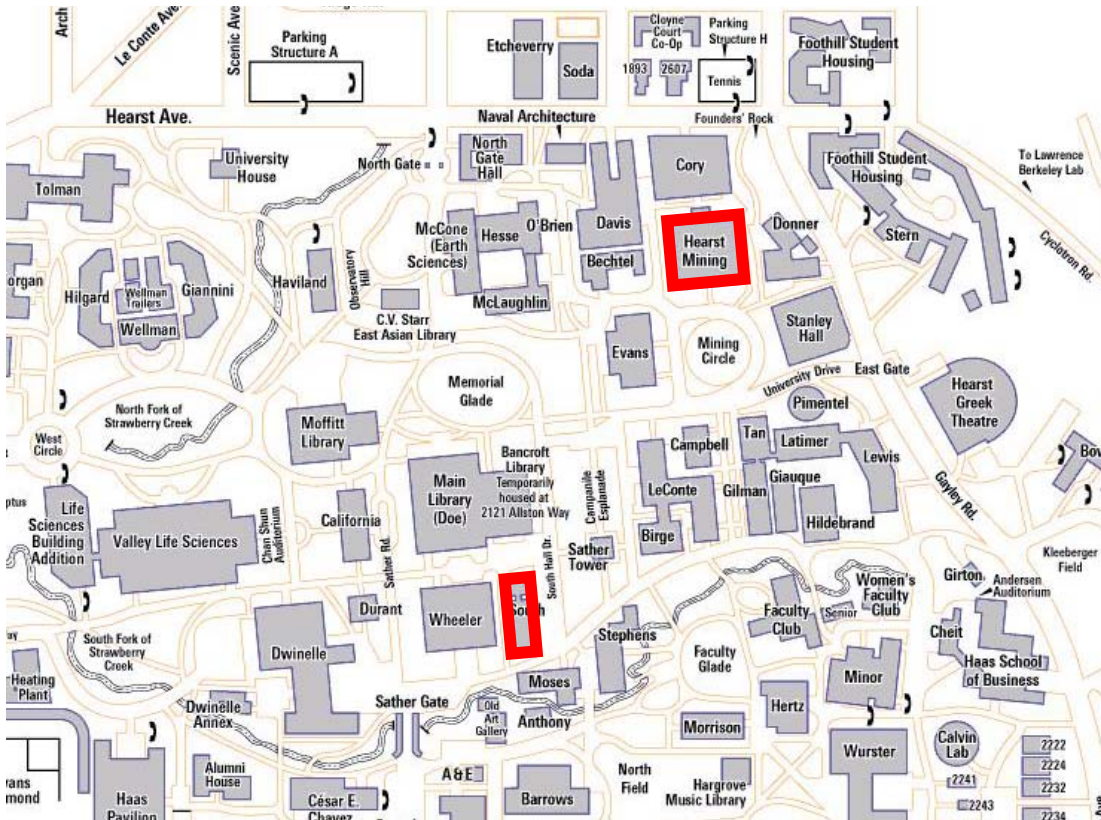 Le Conte Ave.
Scenic Ave
Arch
Parking
Structure A
Etcheverry
Soda
Cloyne
Court
Co-Op
Parking
Structure H
1893
2607
Tennis
Foothill Student
Housing
Hearst Ave.
Naval Architecture
Founders' Rock
University
House
North Gate
North
Gate
Hall
Cory
Foothill Student
Housing
To Lawrence
Berkeley Lab
Tolman
McCone
(Earth
Sciences)
Hesse
O'Brien
Davis
Bechtel
Hearst
Mining
Donner
Stern
Cyclotron Rd.
organ
Hilgard
Wellman
Trailers
Giannini
Wellman
Haviland
Observatory
Hill
McLaughlin
C.V. Starr
East Asian Library
Evans
Mining
Circle
Stanley
Hall
University Drive
East Gate
Memorial
Glade
Pimentel
Hearst
Greek
Theatre
North Fork of
Strawberry Creek
Moffitt
Library
West
Circle
Campbell
Tan
Latimer
Lewis
Bow
Bancroft
Library
Temporarily
housed at
2121 Allston Way
Main
Library
(Doe)
Campanile
Esplanade
LeConte
Gilman
Giauque
Hildebrand
Gayley Rd.
ptus
Life
Sciences
Building
Addition
Valley Life Sciences
Chan Shun
Auditorium
California
Sather Rd.
South Hall Dr.
Birge
Sather
Tower
Kleeberger
Field
Durant
Wheeler
South
Stephens
Faculty
Club
Senior
Women's
Faculty
Club
Girton
Andersen
Auditorium
Cheit
Haas School
of Business
way
South Fork of
Strawberry
Creek
Dwinelle
Faculty
Glade
Minor
Heating
Plant
Dwinelle
Annex
Sather Gate
Moses
Old
Art
Gallery
Anthony
Morrison
Hertz
Wurster
Calvin
Lab
2222
2224
2232
2234
2241
2243
vans
mond
Haas
Pavilion
Alumni
House
César E.
Chavez
A&E
Barrows
North
Field
Hargrove
Music Library